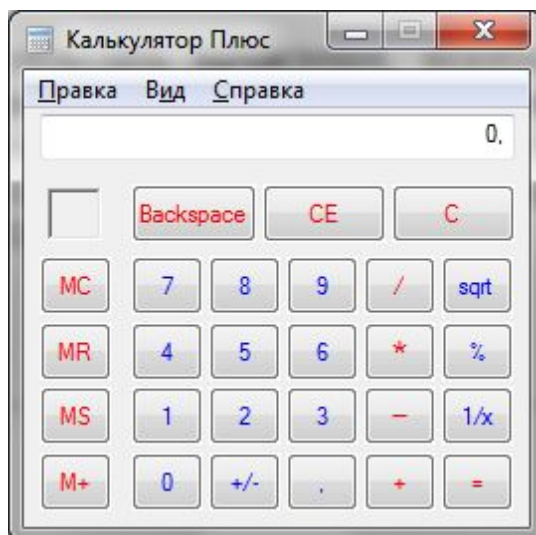 Калькулятор Плюс
Правка Вид Справка
0,
Backspace CE C
MC 7 8 9 / sqrt
MR 4 5 6 * %
MS 1 2 3 − 1/x
M+ 0 +/- , + =